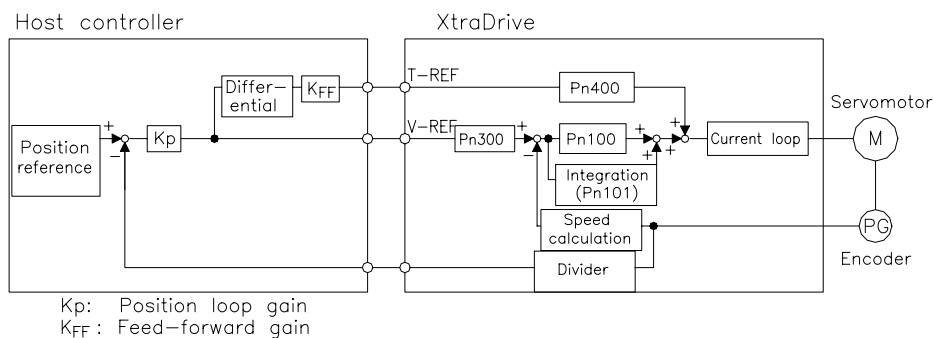 Host controller
XtraDrive
Differ-
ential
KFF
T-REF
Pn400
Servomotor
Position
reference
+
−
Kp
V-REF
Pn300
+
−
Pn100
+
+
+
+
Current loop
M
Integration
(Pn101)
Speed
calculation
PG
Divider
Encoder
Kp: Position loop gain
KFF : Feed−forward gain